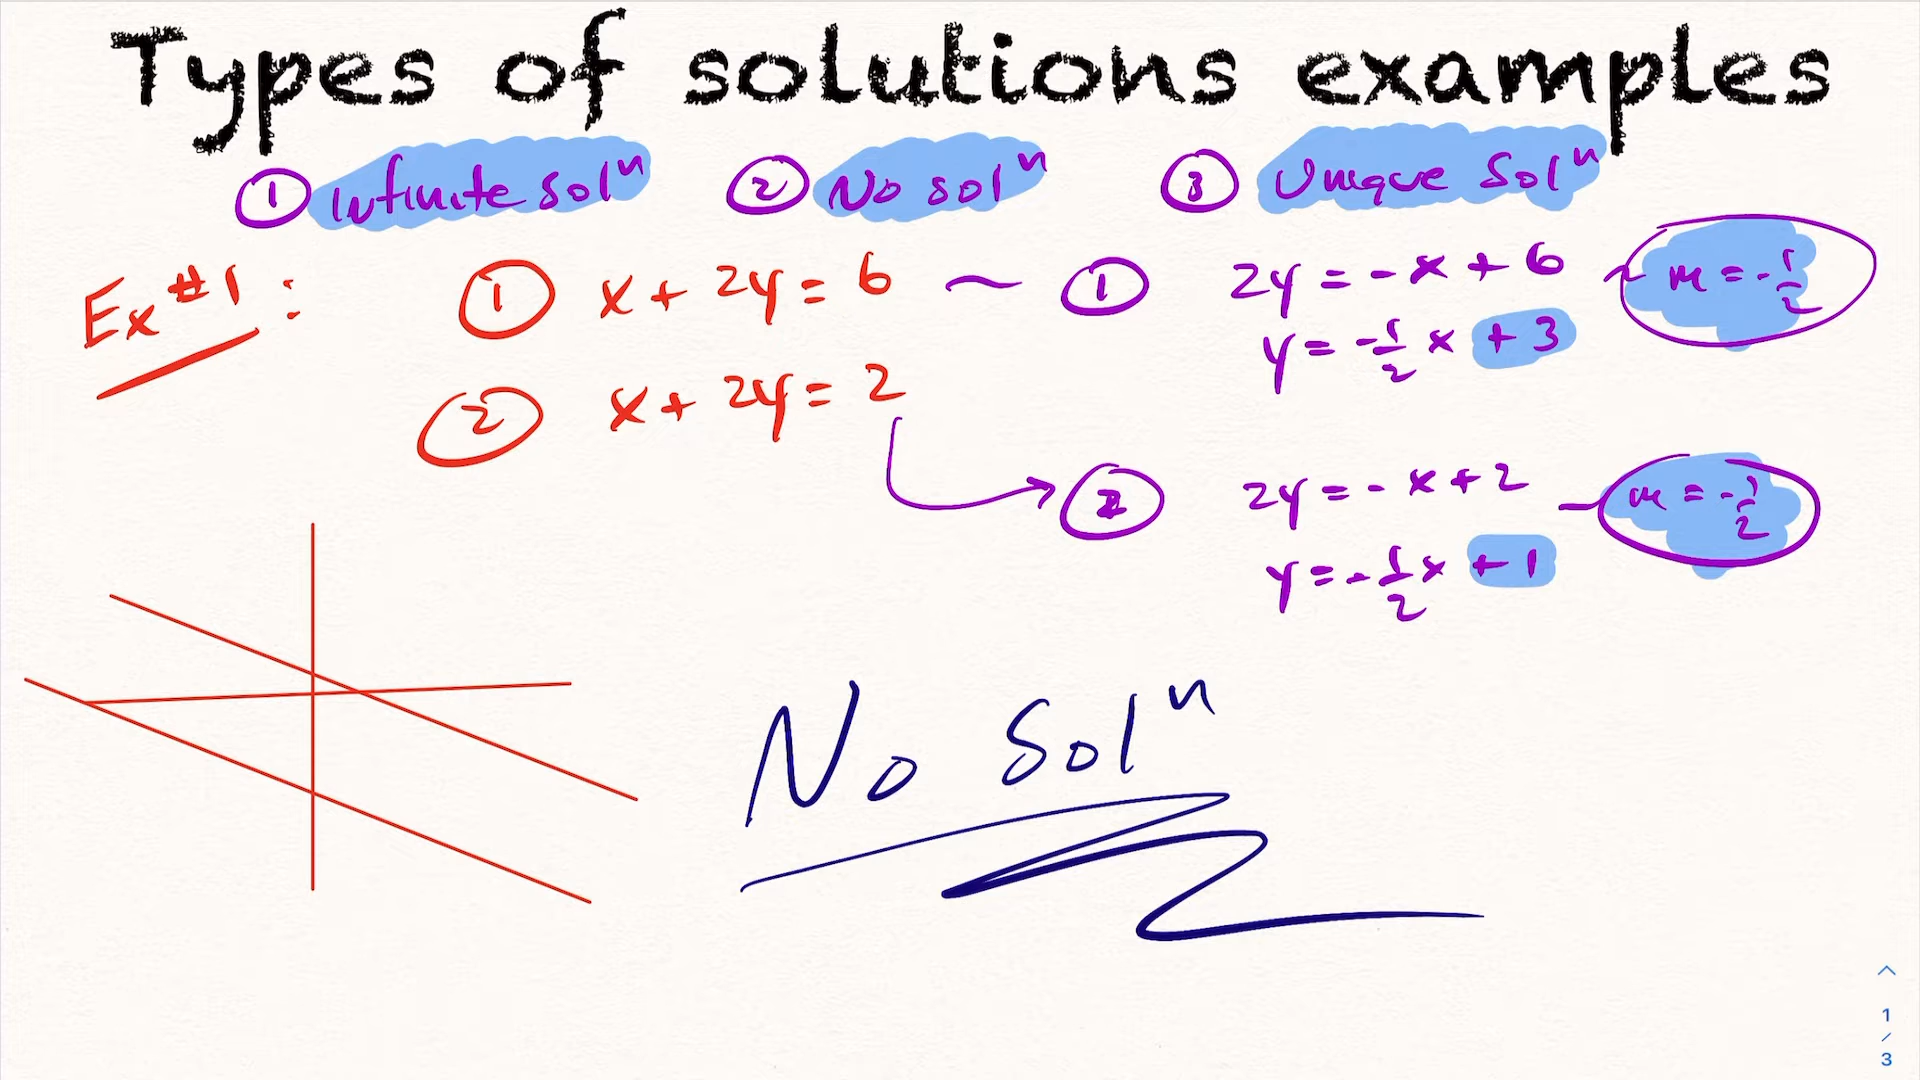 Types of solutions examples
① Infinite solⁿ ② No solⁿ ③ Unique Solⁿ
Ex #1 : ① x + 2y = 6 ~ ① 2y = -x + 6 ~ m = -1/2
y = -1/2 x + 3
② x + 2y = 2
② 2y = -x + 2 – m = -1/2
y = -1/2 x + 1
No Solⁿ
1
/
3